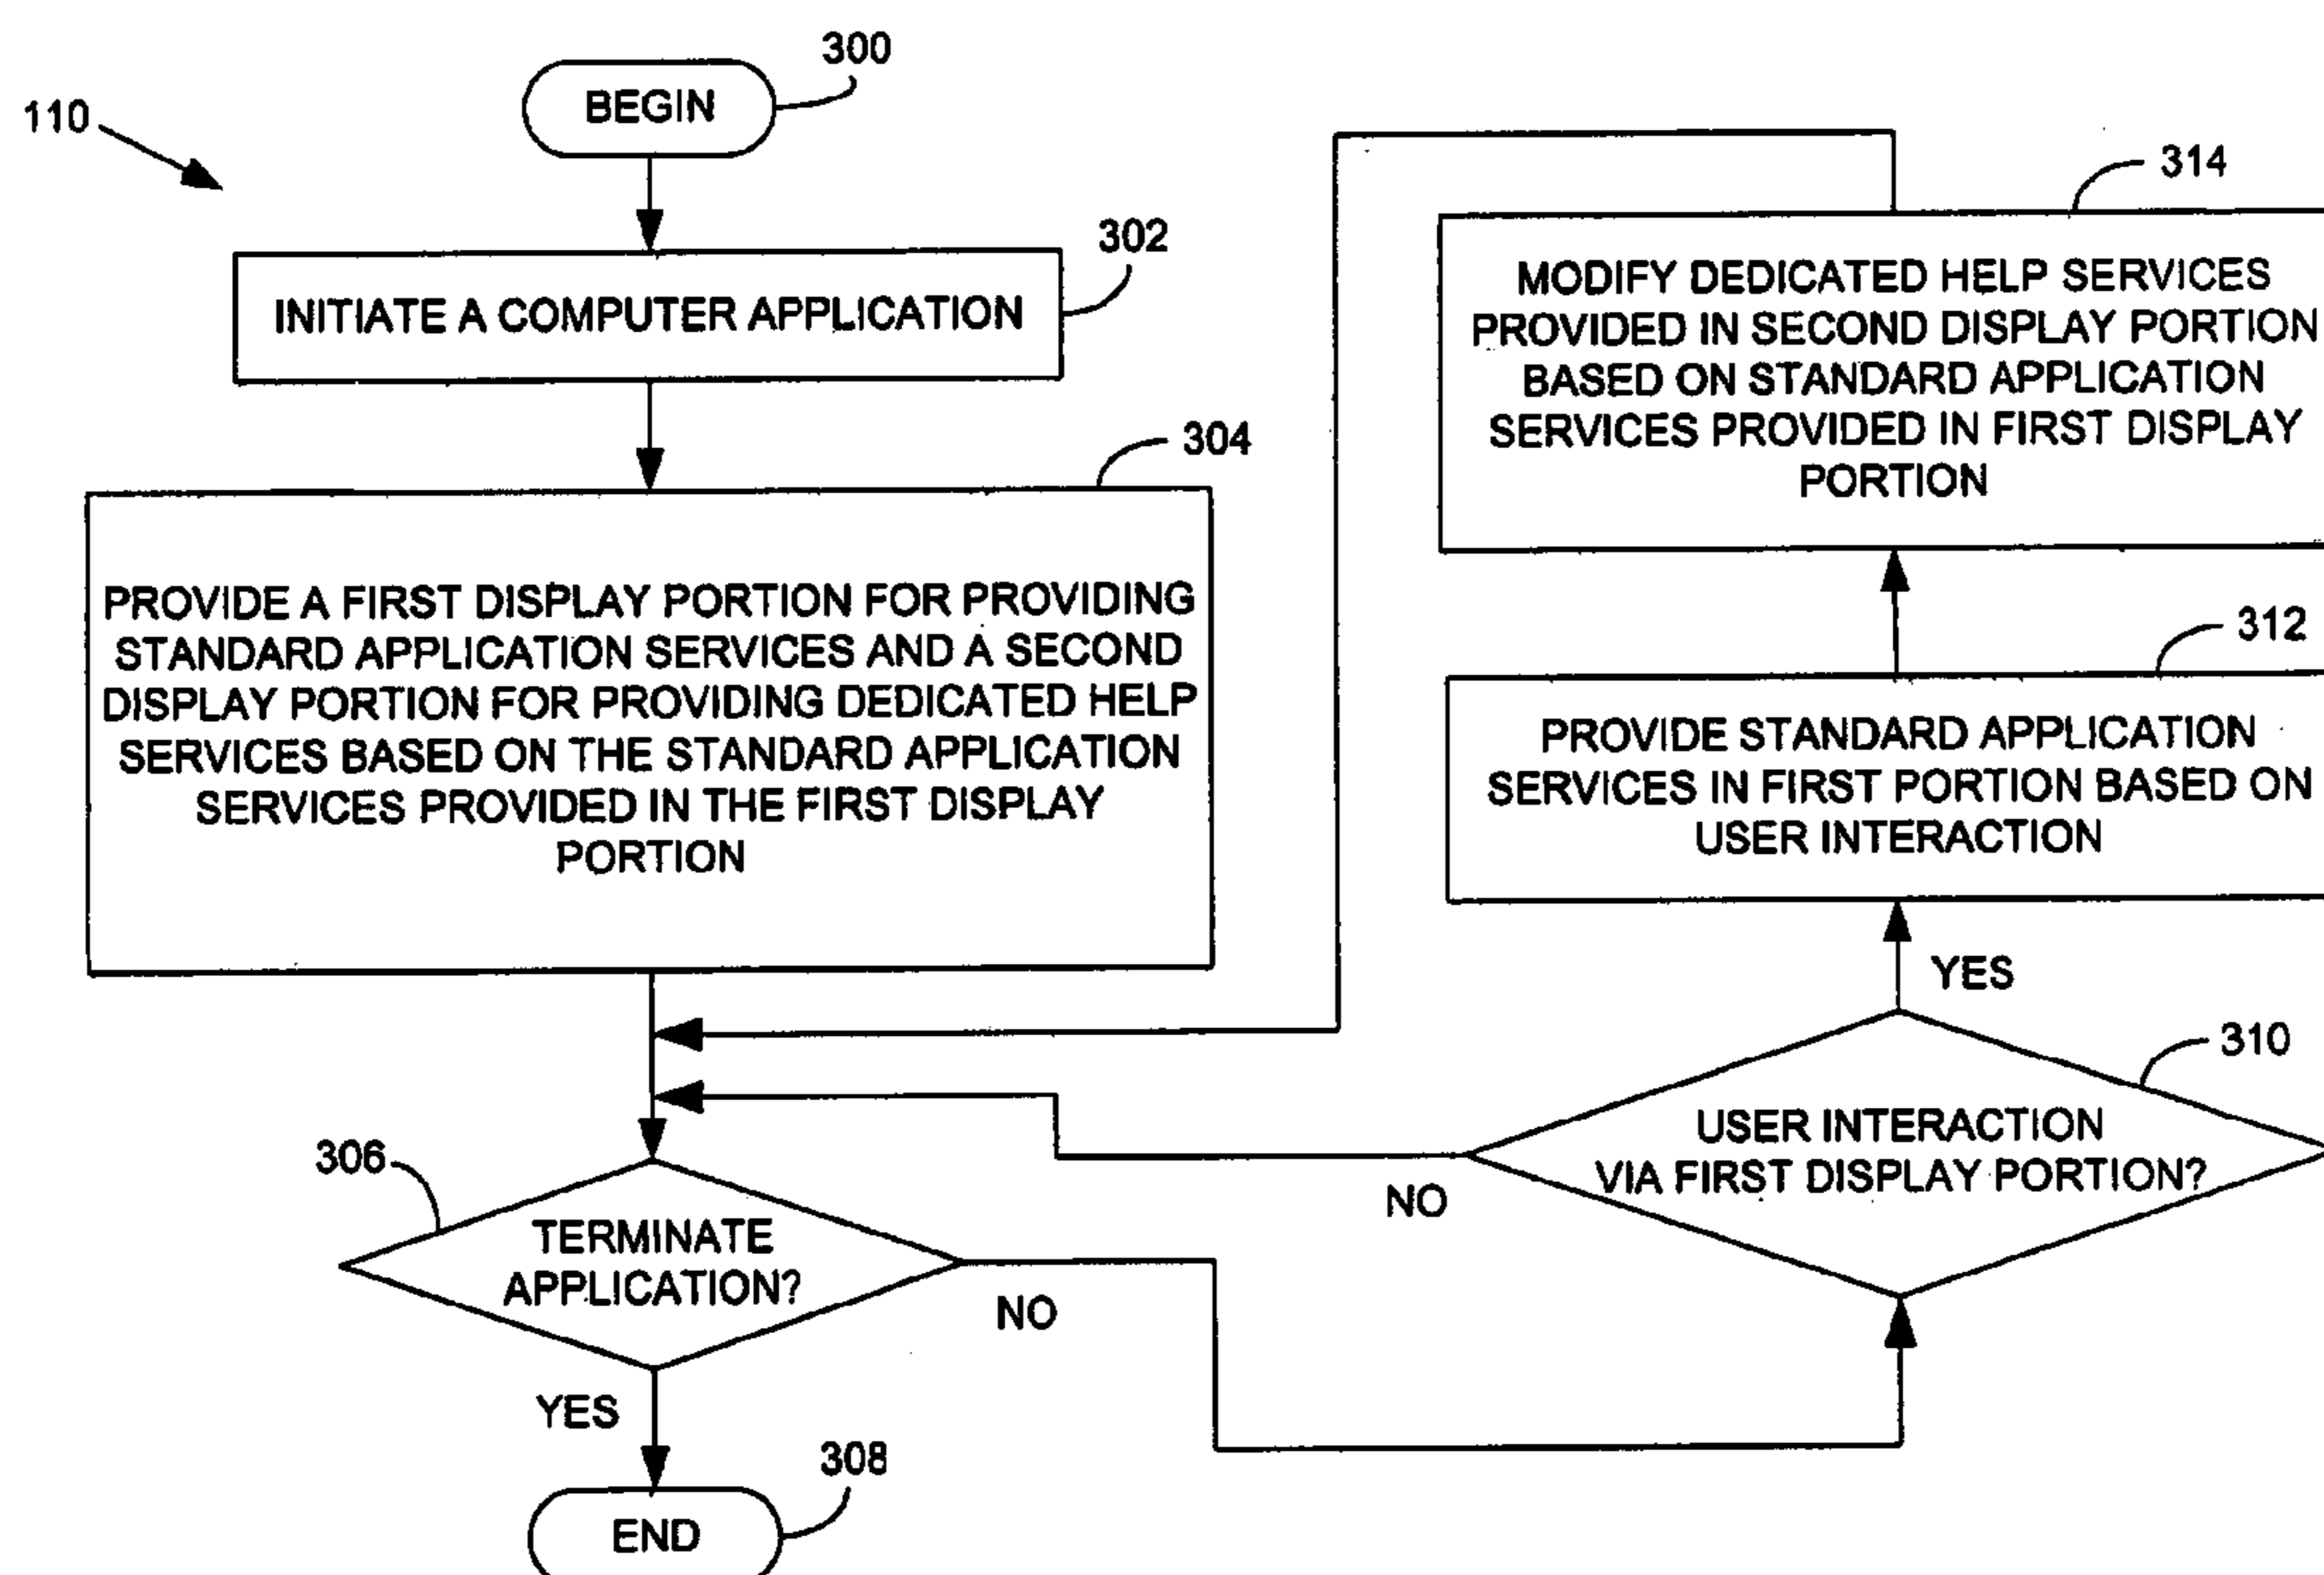 110
300
BEGIN
302
INITIATE A COMPUTER APPLICATION
304
PROVIDE A FIRST DISPLAY PORTION FOR PROVIDING
STANDARD APPLICATION SERVICES AND A SECOND
DISPLAY PORTION FOR PROVIDING DEDICATED HELP
SERVICES BASED ON THE STANDARD APPLICATION
SERVICES PROVIDED IN THE FIRST DISPLAY
PORTION
306
TERMINATE
APPLICATION?
NO
YES
308
END
314
MODIFY DEDICATED HELP SERVICES
PROVIDED IN SECOND DISPLAY PORTION
BASED ON STANDARD APPLICATION
SERVICES PROVIDED IN FIRST DISPLAY
PORTION
312
PROVIDE STANDARD APPLICATION
SERVICES IN FIRST PORTION BASED ON
USER INTERACTION
YES
310
USER INTERACTION
VIA FIRST DISPLAY PORTION?
NO